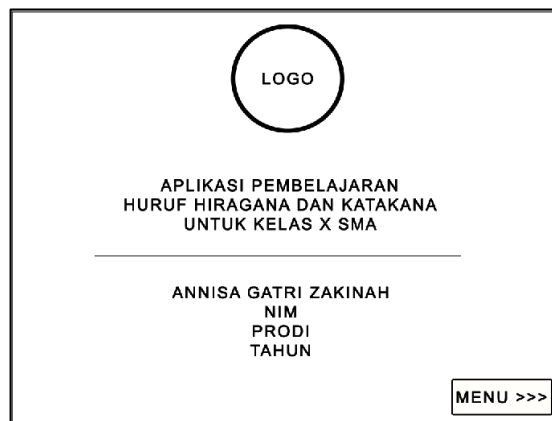 LOGO
APLIKASI PEMBELAJARAN
HURUF HIRAGANA DAN KATAKANA
UNTUK KELAS X SMA
ANNISA GATRI ZAKINAH
NIM
PRODI
TAHUN
MENU >>>